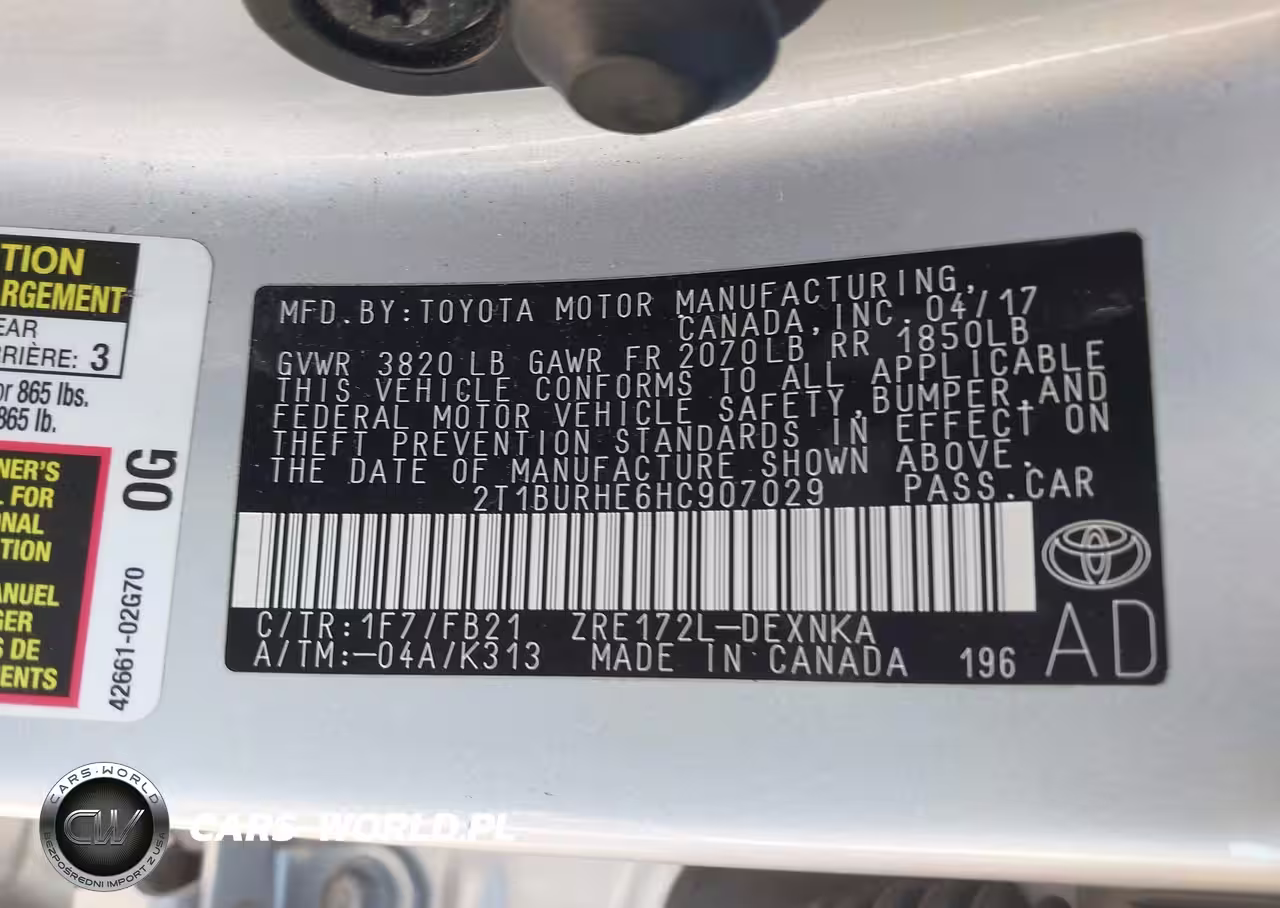 TION
RGEMENT
EAR
RRIÈRE: 3
or 865 lbs.
865 lb.
NER'S
L FOR
ONAL
TION
ANUEL
GER
S DE
ENTS
0G
42661-02G70
MFD.BY:TOYOTA MOTOR MANUFACTURING,
CANADA,INC.04/17
GVWR 3820 LB GAWR FR 2070LB RR 1850LB
THIS VEHICLE CONFORMS TO ALL APPLICABLE
FEDERAL MOTOR VEHICLE SAFETY,BUMPER,AND
THEFT PREVENTION STANDARDS IN EFFECT ON
THE DATE OF MANUFACTURE SHOWN ABOVE.
2T1BURHE6HC907029 PASS.CAR
C/TR:1F7/FB21 ZRE172L-DEXNKA
A/TM:-04A/K313 MADE IN CANADA 196
AD
CARS-WORLD
CW
BEZPOŚREDNI IMPORT Z USA
CARS-WORLD.PL